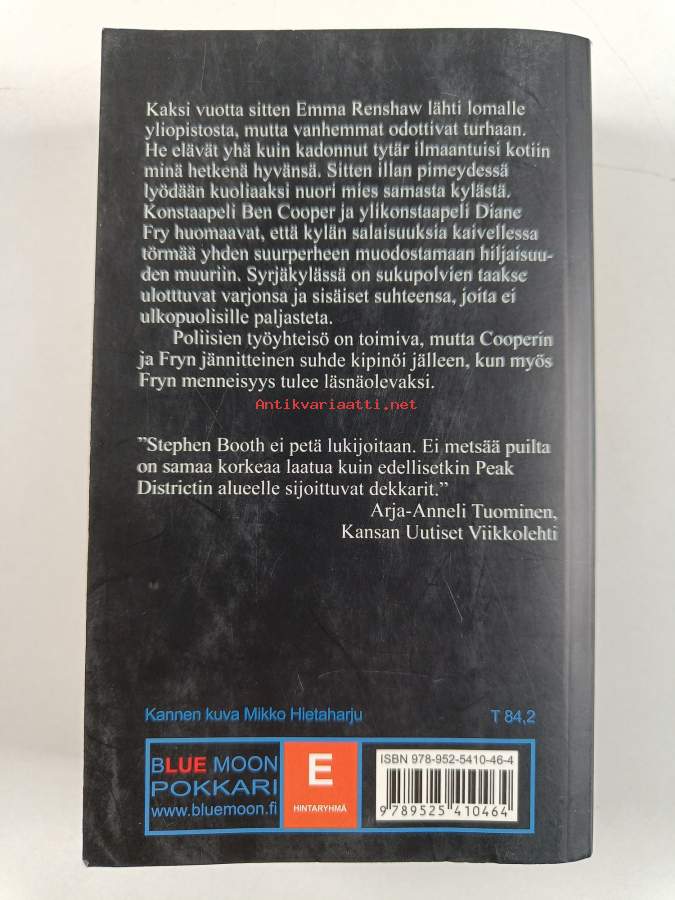 Kaksi vuotta sitten Emma Renshaw lähti lomalle
yliopistosta, mutta vanhemmat odottivat turhaan.
He elävät yhä kuin kadonnut tytär ilmaantuisi kotiin
minä hetkenä hyvänsä. Sitten illan pimeydessä
lyödään kuoliaaksi nuori mies samasta kylästä.
Konstaapeli Ben Cooper ja ylikonstaapeli Diane
Fry huomaavat, että kylän salaisuuksia kaivellessa
törmää yhden suurperheen muodostamaan hiljaisuu-
den muuriin. Syrjäkylässä on sukupolvien taakse
ulotttuvat varjonsa ja sisäiset suhteensa, joita ei
ulkopuolisille paljasteta.
Poliisien työyhteisö on toimiva, mutta Cooperin
ja Fryn jännitteinen suhde kipinöi jälleen, kun myös
Fryn menneisyys tulee läsnäolevaksi.
Antikvariaatti.net
”Stephen Booth ei petä lukijoitaan. Ei metsää puilta
on samaa korkeaa laatua kuin edellisetkin Peak
Districtin alueelle sijoittuvat dekkarit.”
Arja-Anneli Tuominen,
Kansan Uutiset Viikkolehti
Kannen kuva Mikko Hietaharju T 84,2
BLUE MOON
POKKARI
www.bluemoon.fi
E
HINTARYHMÄ
ISBN 978-952-5410-46-4
9 789525 410464